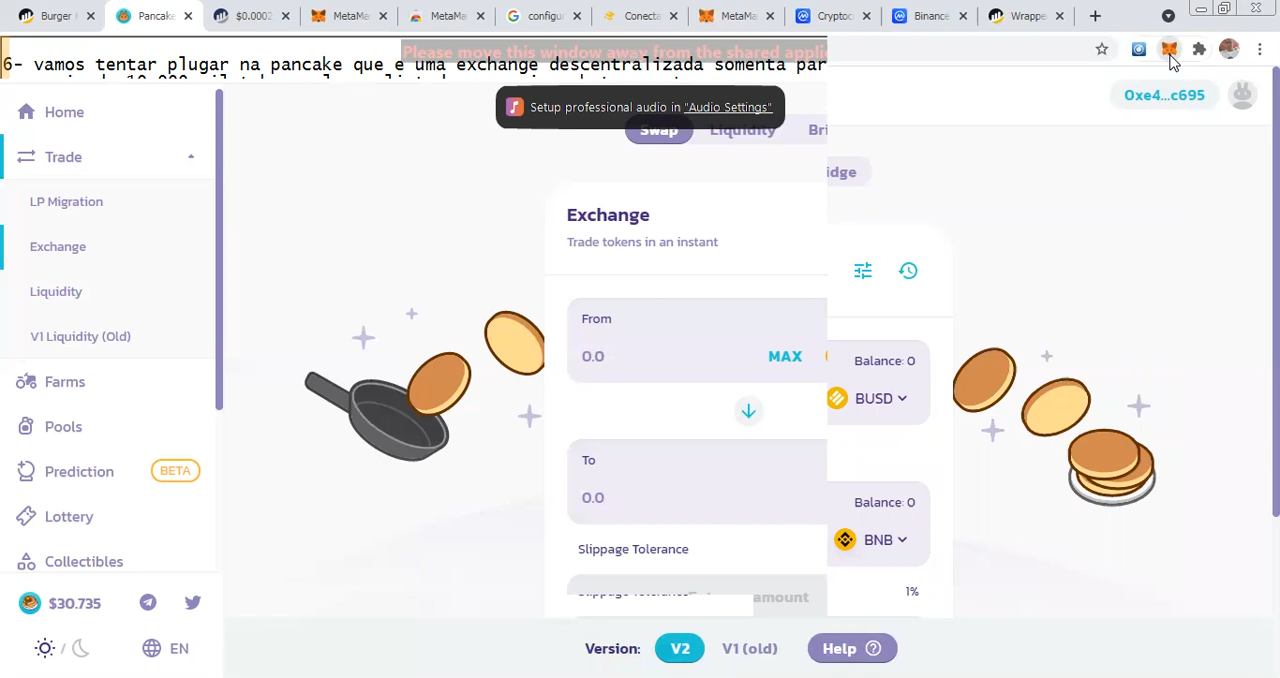 Burger
Pancake
$0.0002
MetaMa
MetaMa
configur
Conecta
MetaMa
Cryptoc
Binance
Wrappe
Please move this window away from the shared appli
6- vamos tentar plugar na pancake que e uma exchange descentralizada somenta par
Setup professional audio in "Audio Settings"
0xe4...c695
Home
Swap
Liquidity
Bri
Trade
idge
LP Migration
Exchange
Trade tokens in an instant
Exchange
Liquidity
From
V1 Liquidity (Old)
0.0
MAX
Balance: 0
Farms
BUSD
Pools
To
Prediction
BETA
0.0
Balance: 0
Lottery
BNB
Slippage Tolerance
Collectibles
Slippage Tolerance
1%
amount
$30.735
EN
Version:
V2
V1 (old)
Help